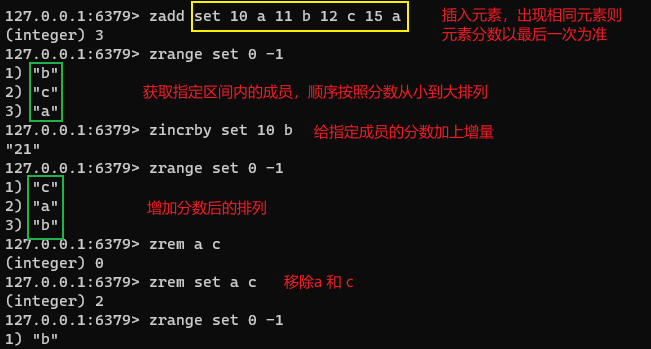 127.0.0.1:6379> zadd set 10 a 11 b 12 c 15 a 插入元素，出现相同元素则
(integer) 3 元素分数以最后一次为准
127.0.0.1:6379> zrange set 0 -1
1) "b"
2) "c" 获取指定区间内的成员，顺序按照分数从小到大排列
3) "a"
127.0.0.1:6379> zincrby set 10 b 给指定成员的分数加上增量
"21"
127.0.0.1:6379> zrange set 0 -1
1) "c"
2) "a" 增加分数后的排列
3) "b"
127.0.0.1:6379> zrem a c
(integer) 0
127.0.0.1:6379> zrem set a c 移除a 和 c
(integer) 2
127.0.0.1:6379> zrange set 0 -1
1) "b"